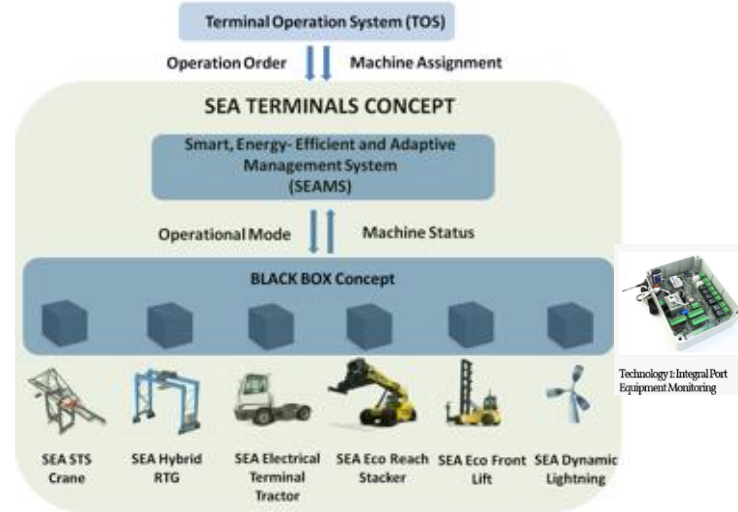 Terminal Operation System (TOS)
Operation Order
Machine Assignment
SEA TERMINALS CONCEPT
Smart, Energy- Efficient and Adaptive
Management System
(SEAMS)
Operational Mode
Machine Status
BLACK BOX Concept
Technology 1: Integral Port
Equipment Monitoring
SEA STS
Crane
SEA Hybrid
RTG
SEA Electrical
Terminal
Tractor
SEA Eco Reach
Stacker
SEA Eco Front
Lift
SEA Dynamic
Lightning